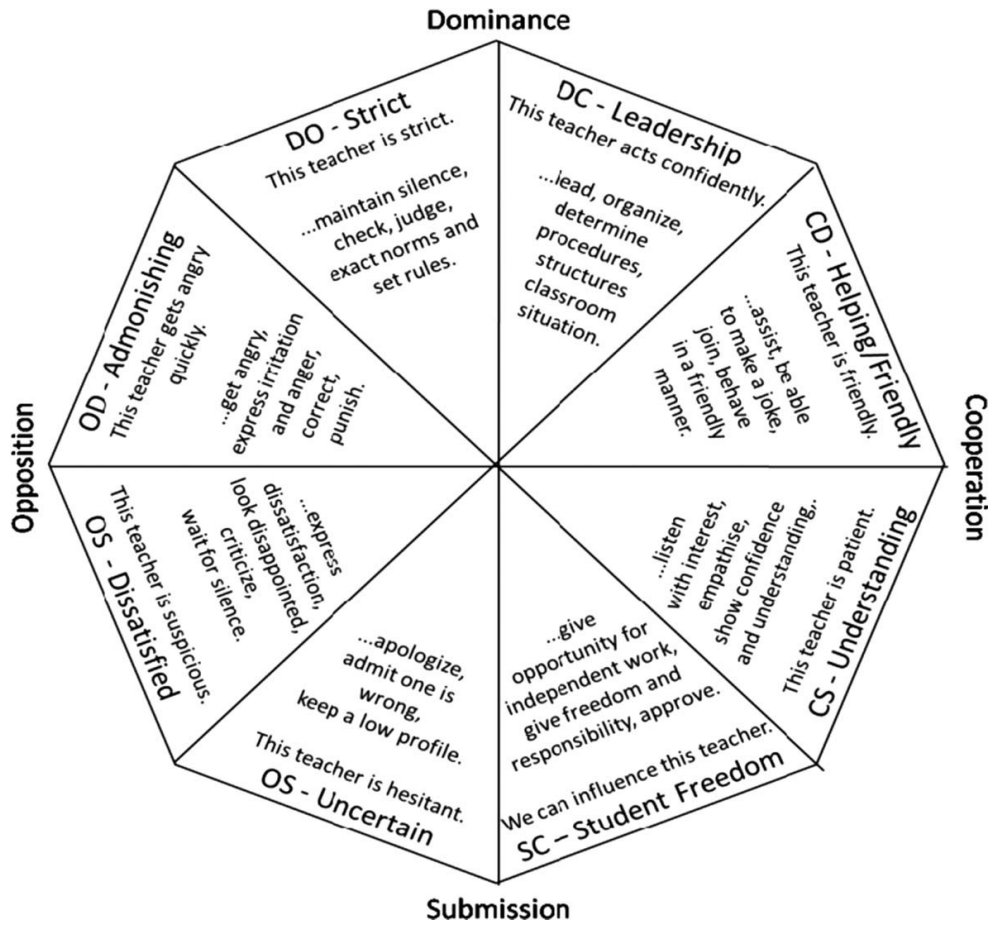 Dominance
DC - Leadership
This teacher acts confidently.
...lead, organize,
determine
procedures,
structures
classroom
situation.
CD - Helping/Friendly
This teacher is friendly.
...assist, be able
to make a joke,
join, behave
in a friendly
manner.
Cooperation
CS - Understanding
This teacher is patient.
...listen
with interest,
empathise,
show confidence
and understanding,.
SC – Student Freedom
We can influence this teacher.
...give
opportunity for
independent work,
give freedom and
responsibility, approve.
Submission
OS - Uncertain
This teacher is hesitant.
...apologize,
admit one is
wrong,
keep a low profile.
OS - Dissatisfied
This teacher is suspicious.
...express
dissatisfaction,
look disappointed,
criticize,
wait for silence.
Opposition
OD - Admonishing
This teacher gets angry
quickly.
...get angry,
express irritation
and anger,
correct,
punish.
DO - Strict
This teacher is strict.
...maintain silence,
check, judge,
exact norms and
set rules.